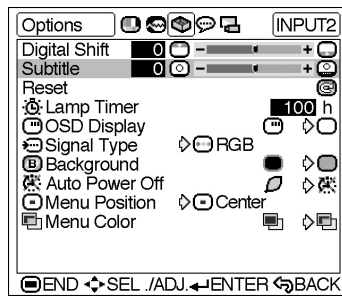 Options INPUT2
Digital Shift 0 - +
Subtitle 0 - +
Reset
Lamp Timer 100 h
OSD Display
Signal Type RGB
B Background
Auto Power Off
Menu Position Center
Menu Color
END SEL ./ADJ. ENTER BACK